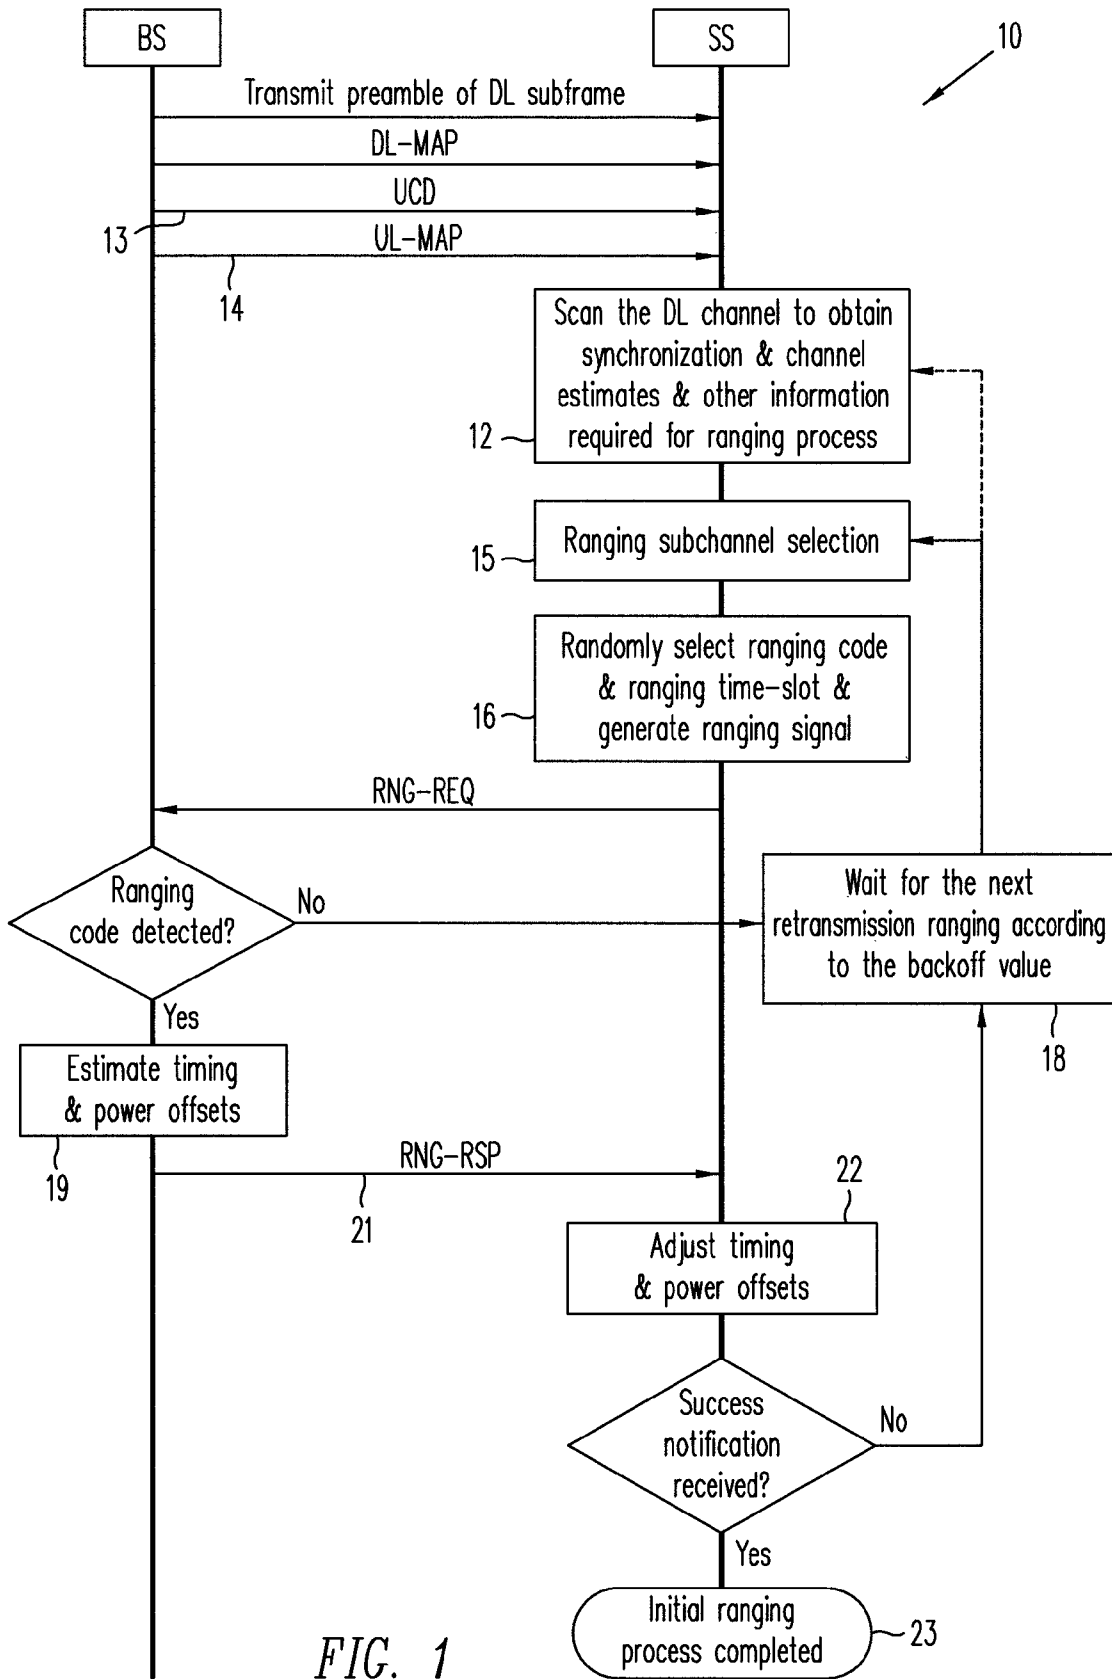 BS
SS
10
Transmit preamble of DL subframe
DL-MAP
UCD
13
UL-MAP
14
Scan the DL channel to obtain
synchronization & channel
estimates & other information
required for ranging process
12
Ranging subchannel selection
15
Randomly select ranging code
& ranging time-slot &
generate ranging signal
16
RNG-REQ
Ranging
code detected?
No
Wait for the next
retransmission ranging according
to the backoff value
18
Yes
Estimate timing
& power offsets
19
RNG-RSP
21
22
Adjust timing
& power offsets
Success
notification
received?
No
Yes
Initial ranging
process completed
23
FIG. 1